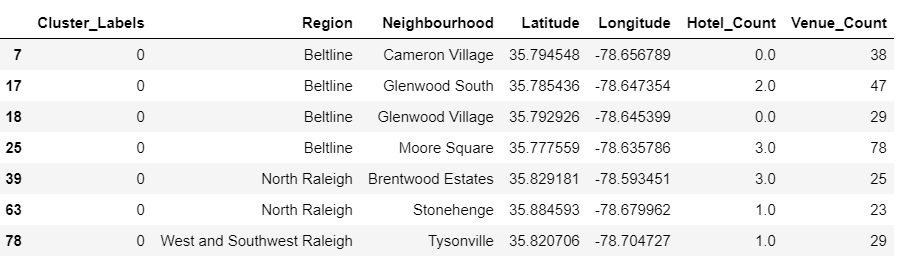 Cluster_Labels Region Neighbourhood Latitude Longitude Hotel_Count Venue_Count
7 0 Beltline Cameron Village 35.794548 -78.656789 0.0 38
17 0 Beltline Glenwood South 35.785436 -78.647354 2.0 47
18 0 Beltline Glenwood Village 35.792926 -78.645399 0.0 29
25 0 Beltline Moore Square 35.777559 -78.635786 3.0 78
39 0 North Raleigh Brentwood Estates 35.829181 -78.593451 3.0 25
63 0 North Raleigh Stonehenge 35.884593 -78.679962 1.0 23
78 0 West and Southwest Raleigh Tysonville 35.820706 -78.704727 1.0 29